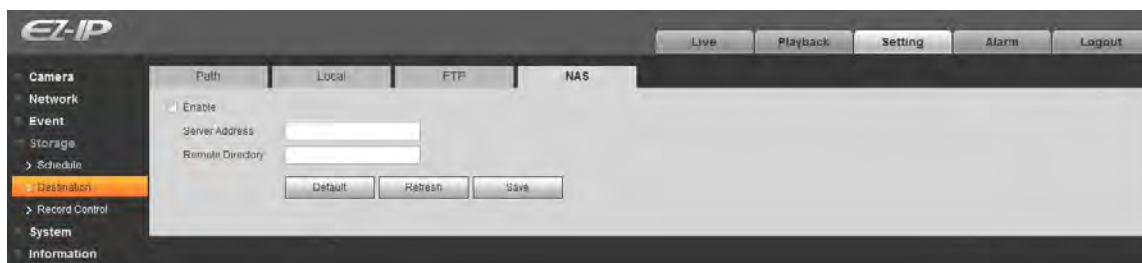 EZ-IP
Live Playback Setting Alarm Logout
Camera
Network
Event
Storage
> Schedule
> Destination
> Record Control
System
Information
Path Local FTP NAS
Enable
Server Address
Remote Directory
Default Refresh Save